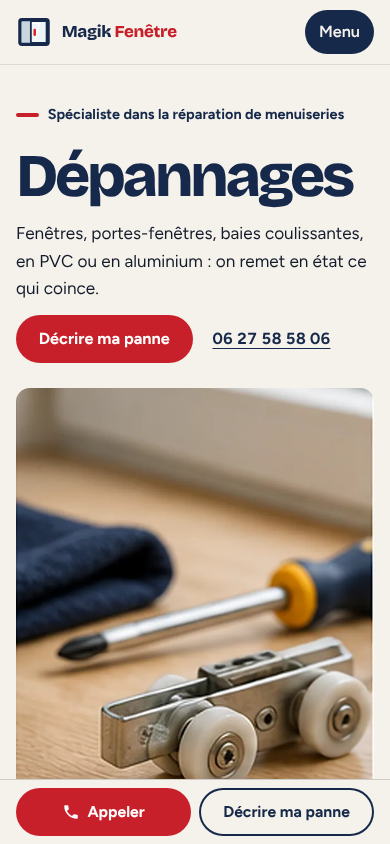 Magik Fenêtre
Menu
Spécialiste dans la réparation de menuiseries
Dépannages
Fenêtres, portes-fenêtres, baies coulissantes,
en PVC ou en aluminium : on remet en état ce
qui coince.
Décrire ma panne
06 27 58 58 06
Appeler
Décrire ma panne